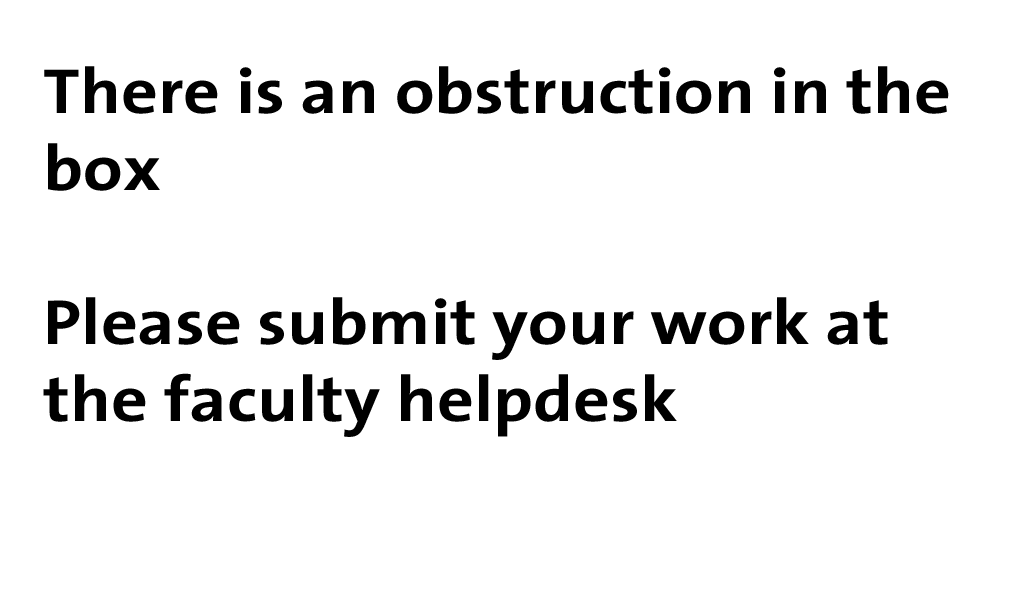 There is an obstruction in the
box
Please submit your work at
the faculty helpdesk